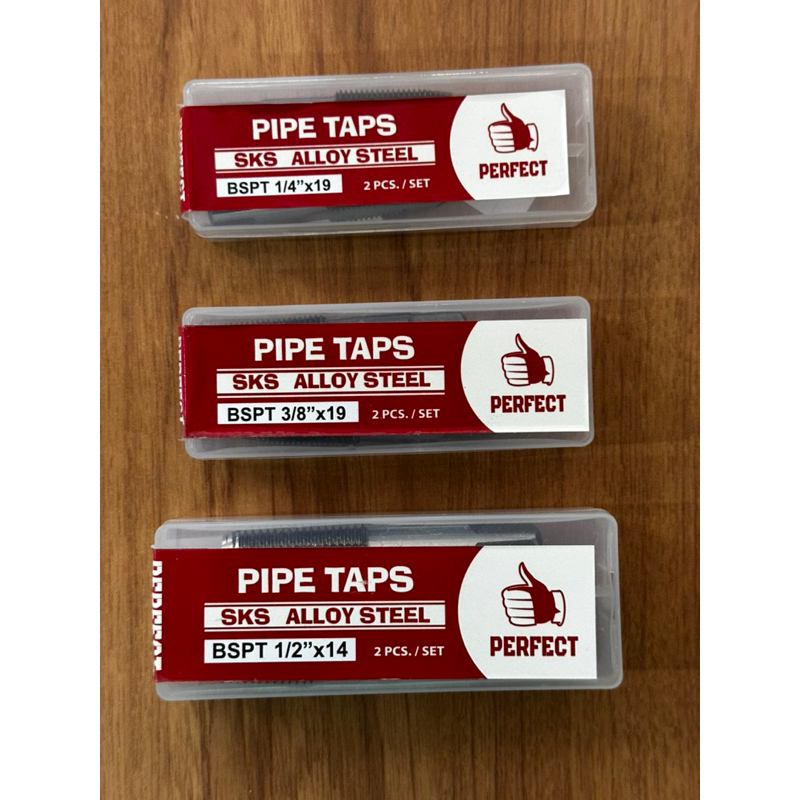 PIPE TAPS
SKS ALLOY STEEL
BSPT 1/4”x19
2 PCS. / SET
PERFECT
PIPE TAPS
SKS ALLOY STEEL
BSPT 3/8”x19
2 PCS. / SET
PERFECT
PIPE TAPS
SKS ALLOY STEEL
BSPT 1/2”x14
2 PCS. / SET
PERFECT